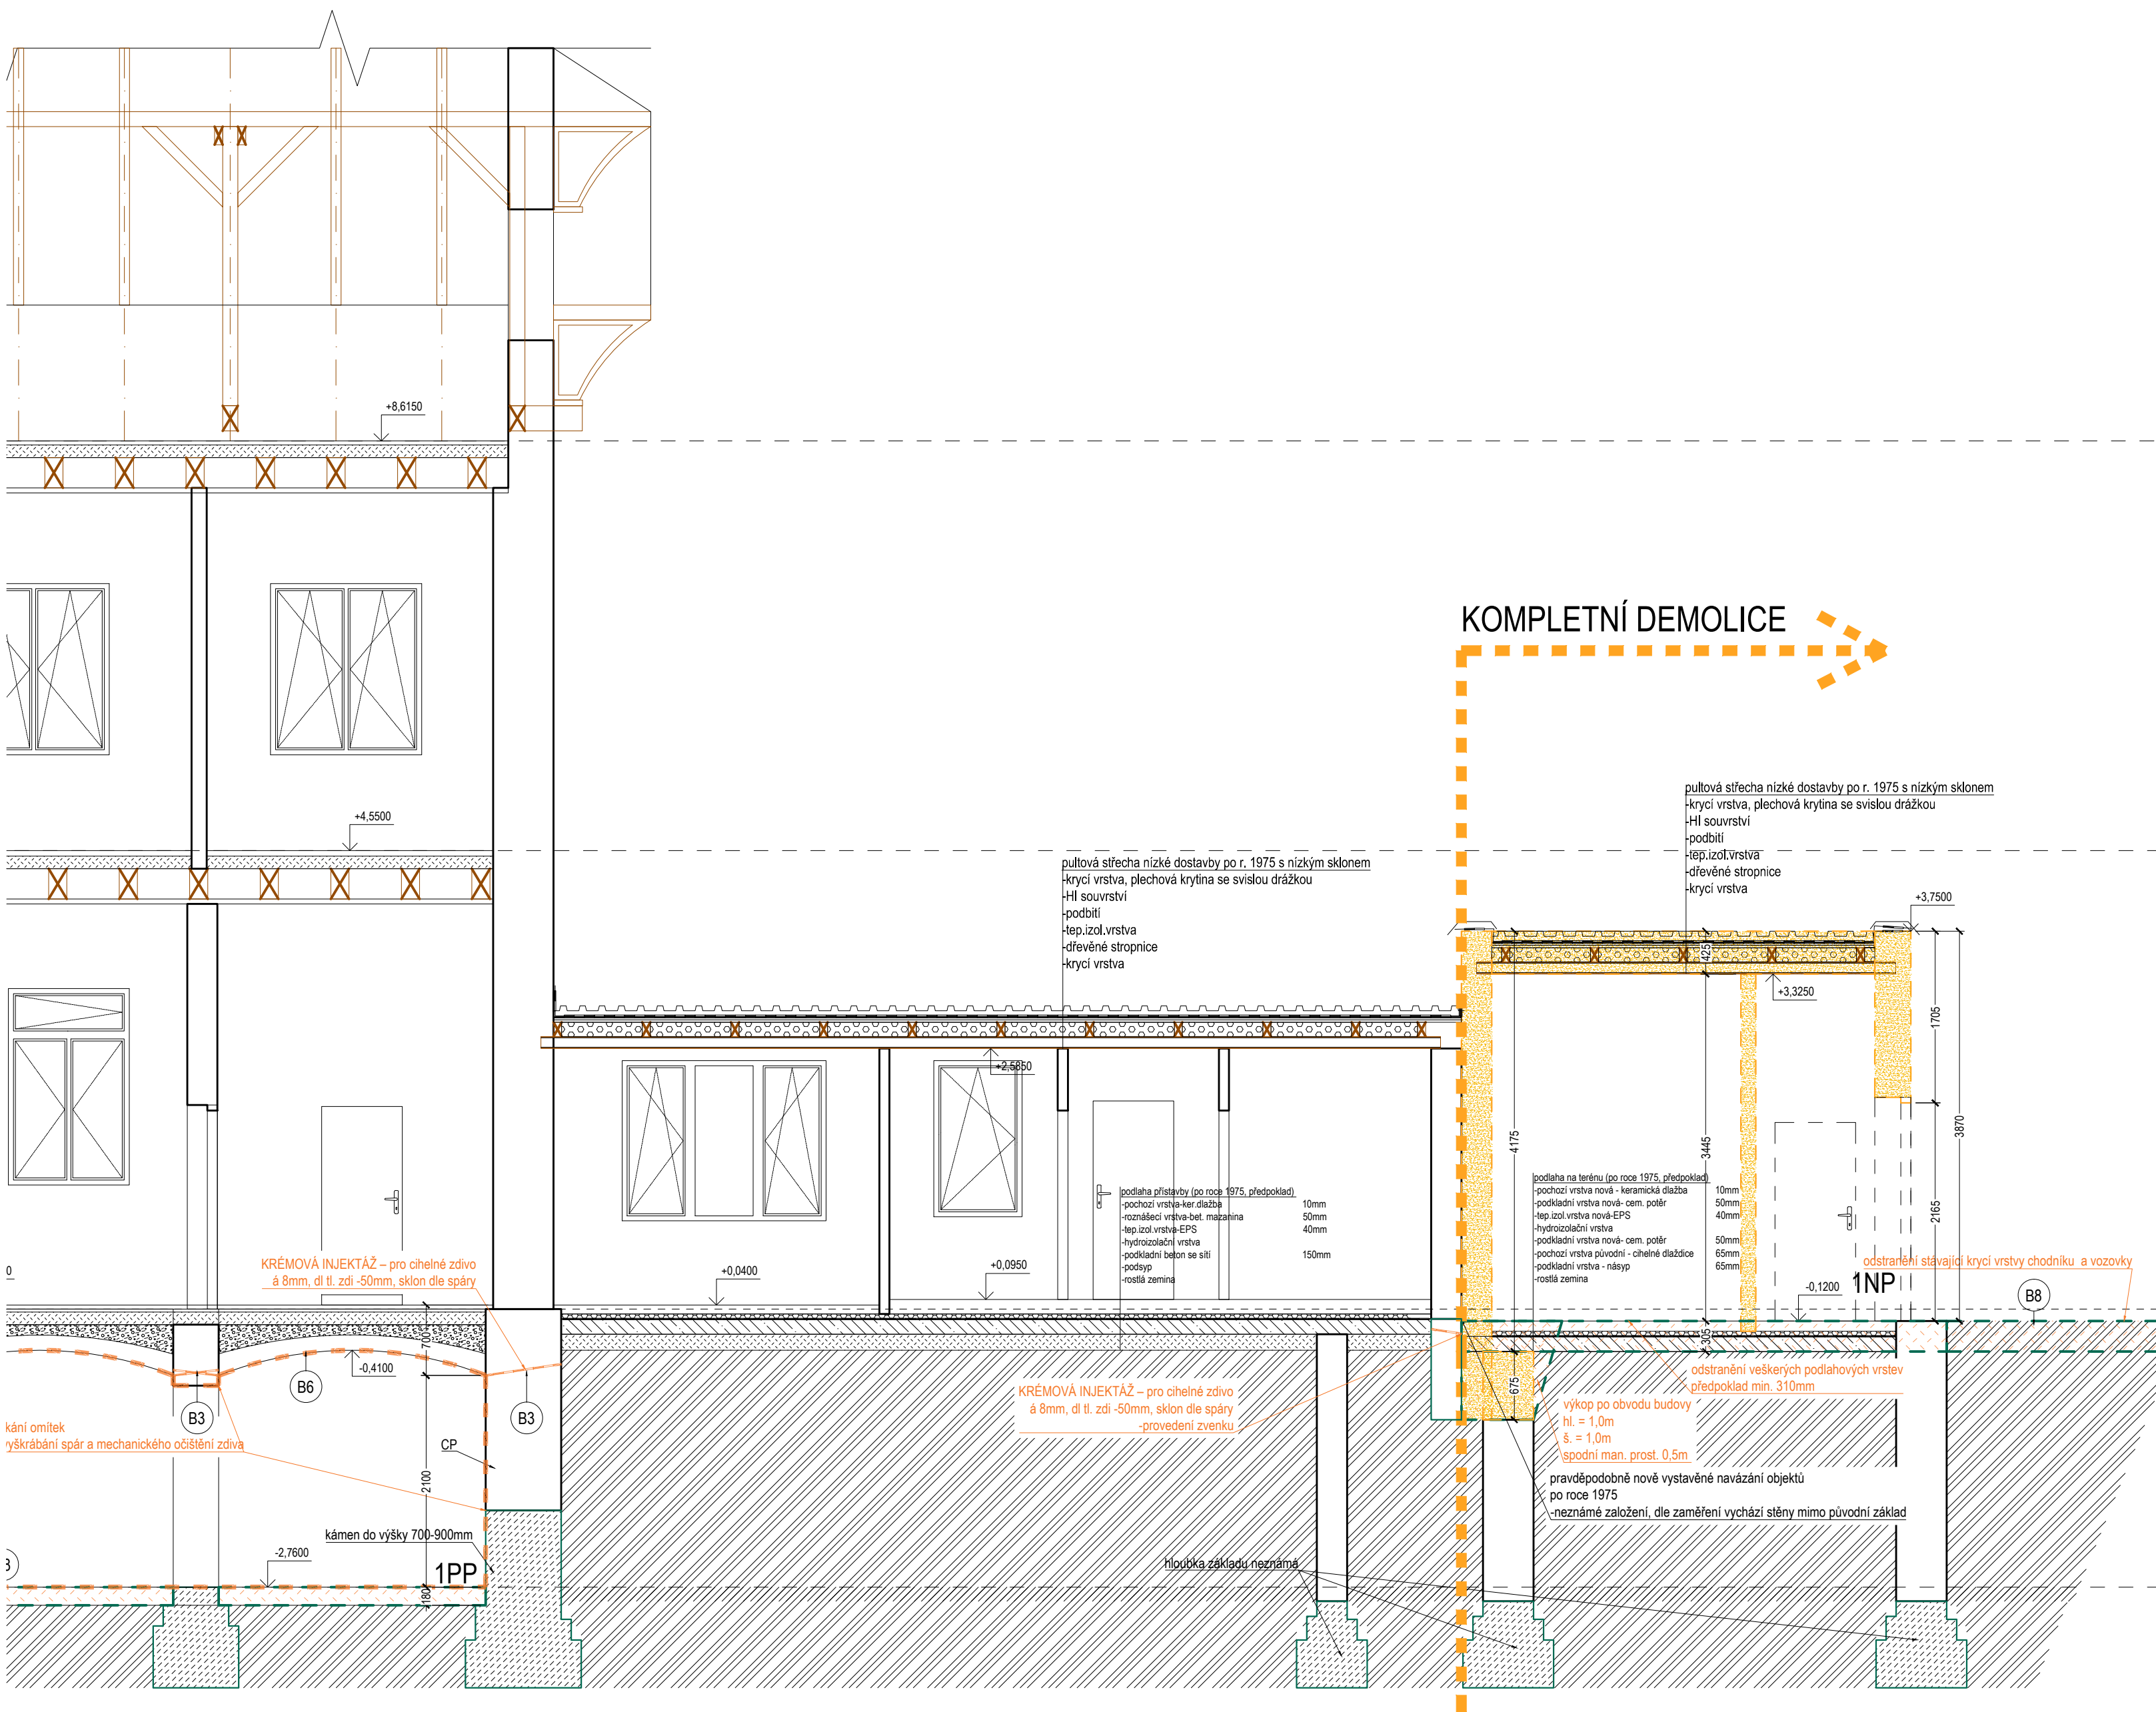 +8,6150
KOMPLETNÍ DEMOLICE
+4,5500
pultová střecha nízké dostavby po r. 1975 s nízkým sklonem
-krycí vrstva, plechová krytina se svislou drážkou
-HI souvrství
-podbití
-tep.izol.vrstva
-dřevěné stropnice
-krycí vrstva
pultová střecha nízké dostavby po r. 1975 s nízkým sklonem
-krycí vrstva, plechová krytina se svislou drážkou
-HI souvrství
-podbití
-tep.izol.vrstva
-dřevěné stropnice
-krycí vrstva
+3,7500
425
+3,3250
1705
+2,5850
4175
3445
3870
2165
podlaha přístavby (po roce 1975, předpoklad)
-pochozí vrstva-ker.dlažba 10mm
-roznášecí vrstva-bet. mazanina 50mm
-tep.izol.vrstva-EPS 40mm
-hydroizolační vrstva
-podkladní beton se sítí 150mm
-podsyp
-rostlá zemina
podlaha na terénu (po roce 1975, předpoklad)
-pochozí vrstva nová - keramická dlažba 10mm
-podkladní vrstva nová- cem. potěr 50mm
-tep.izol.vrstva nová-EPS 40mm
-hydroizolační vrstva
-podkladní vrstva nová- cem. potěr 50mm
-pochozí vrstva původní - cihelné dlaždice 65mm
-podkladní vrstva - násyp 65mm
-rostlá zemina
0
KRÉMOVÁ INJEKTÁŽ – pro cihelné zdivo
á 8mm, dl tl. zdi -50mm, sklon dle spáry
+0,0400
+0,0950
odstranění stávající krycí vrstvy chodníku a vozovky
-0,1200
1NP
B8
700
-0,4100
305
B6
B3
B3
675
odstranění veškerých podlahových vrstev
předpoklad min. 310mm
KRÉMOVÁ INJEKTÁŽ – pro cihelné zdivo
á 8mm, dl tl. zdi -50mm, sklon dle spáry
-provedení zvenku
výkop po obvodu budovy
hl. = 1,0m
š. = 1,0m
spodní man. prost. 0,5m
kání omítek
vyškrábání spár a mechanického očištění zdiva
CP
2100
pravděpodobně nově vystavěné navázání objektů
po roce 1975
-neznámé založení, dle zaměření vychází stěny mimo původní základ
kámen do výšky 700-900mm
-2,7600
1PP
180
hloubka základu neznámá